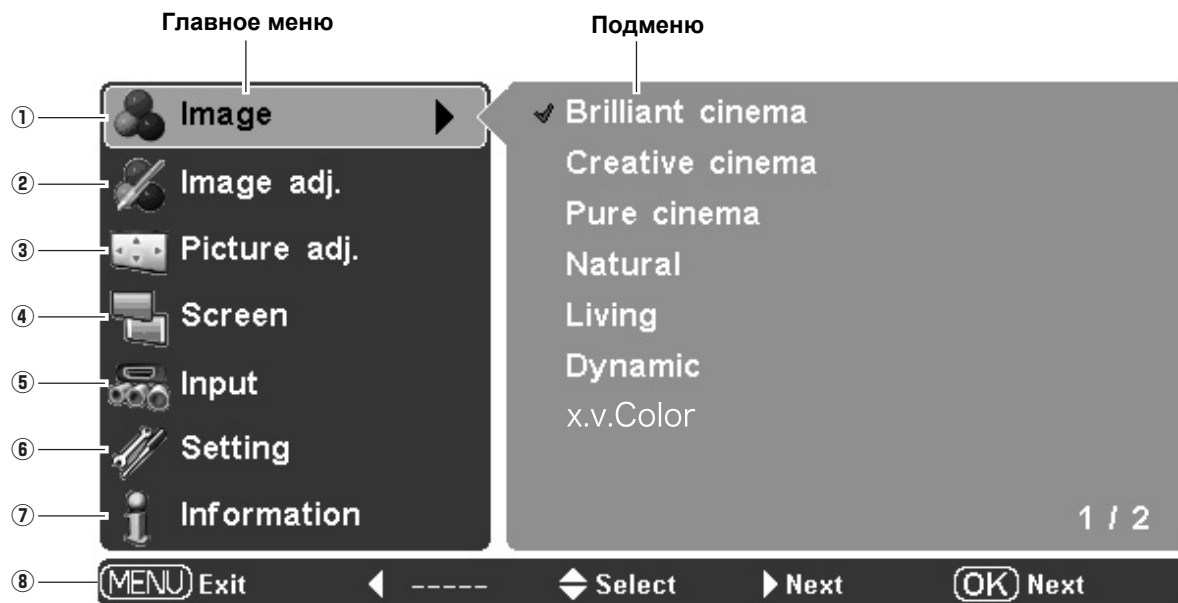 Главное меню
Подменю
① Image
② Image adj.
③ Picture adj.
④ Screen
⑤ Input
⑥ Setting
⑦ Information
Brilliant cinema
Creative cinema
Pure cinema
Natural
Living
Dynamic
x.v.Color
1 / 2
⑧ MENU Exit ◀ ----- Select ▶ Next OK Next